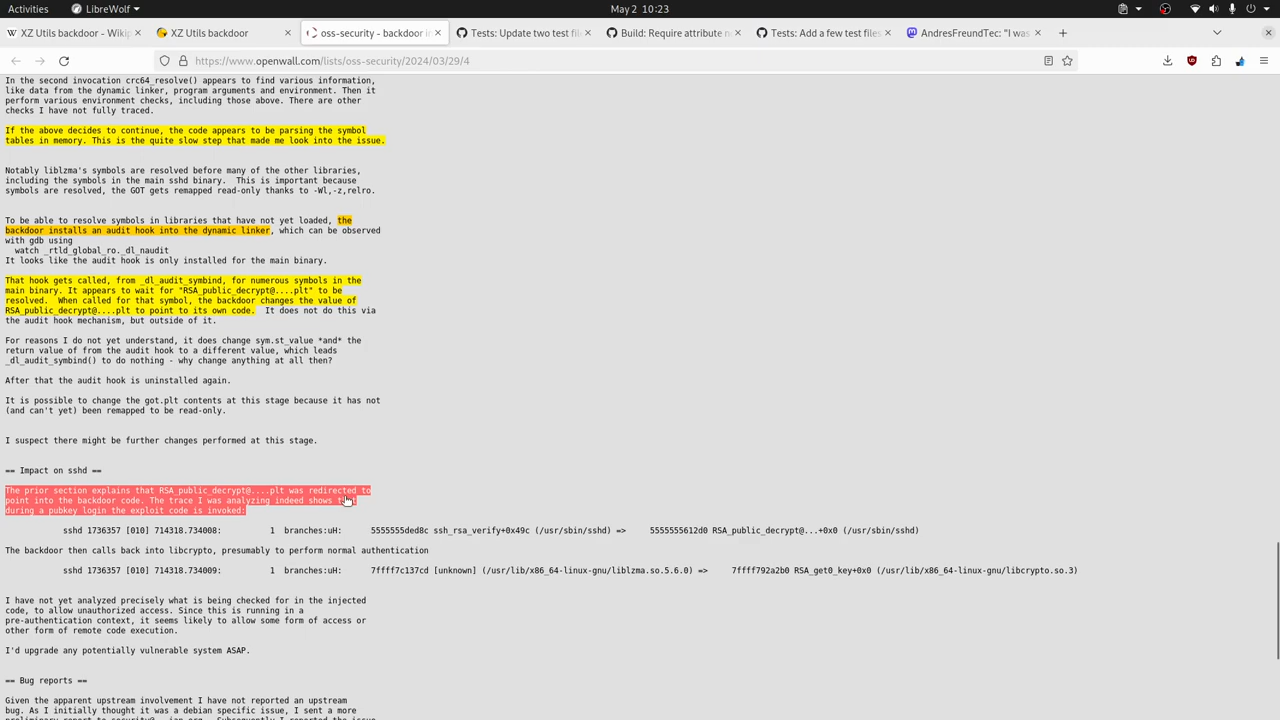 Activities LibreWolf May 2 10:23
XZ Utils backdoor - Wikip XZ Utils backdoor oss-security - backdoor in Tests: Update two test fil Build: Require attribute n Tests: Add a few test files AndresFreundTec: "I was
https://www.openwall.com/lists/oss-security/2024/03/29/4
In the second invocation crc64_resolve() appears to find various information,
like data from the dynamic linker, program arguments and environment. Then it
perform various environment checks, including those above. There are other
checks I have not fully traced.
If the above decides to continue, the code appears to be parsing the symbol
tables in memory. This is the quite slow step that made me look into the issue.
Notably liblzma's symbols are resolved before many of the other libraries,
including the symbols in the main sshd binary.  This is important because
symbols are resolved, the GOT gets remapped read-only thanks to -Wl,-z,relro.
To be able to resolve symbols in libraries that have not yet loaded, the
backdoor installs an audit hook into the dynamic linker, which can be observed
with gdb using
watch _rtld_global_ro._dl_naudit
It looks like the audit hook is only installed for the main binary.
That hook gets called, from _dl_audit_symbind, for numerous symbols in the
main binary. It appears to wait for "RSA_public_decrypt@....plt" to be
resolved.  When called for that symbol, the backdoor changes the value of
RSA_public_decrypt@....plt to point to its own code.  It does not do this via
the audit hook mechanism, but outside of it.
For reasons I do not yet understand, it does change sym.st_value *and* the
return value of from the audit hook to a different value, which leads
_dl_audit_symbind() to do nothing - why change anything at all then?
After that the audit hook is uninstalled again.
It is possible to change the got.plt contents at this stage because it has not
(and can't yet) been remapped to be read-only.
I suspect there might be further changes performed at this stage.
== Impact on sshd ==
The prior section explains that RSA_public_decrypt@....plt was redirected to
point into the backdoor code. The trace I was analyzing indeed shows
during a pubkey login the exploit code is invoked:
sshd 1736357 [010] 714318.734008: 1 branches:uH: 5555555ded8c ssh_rsa_verify+0x49c (/usr/sbin/sshd) => 5555555612d0 RSA_public_decrypt@...+0x0 (/usr/sbin/sshd)
The backdoor then calls back into libcrypto, presumably to perform normal authentication
sshd 1736357 [010] 714318.734009: 1 branches:uH: 7ffff7c137cd [unknown] (/usr/lib/x86_64-linux-gnu/liblzma.so.5.6.0) => 7ffff792a2b0 RSA_get0_key+0x0 (/usr/lib/x86_64-linux-gnu/libcrypto.so.3)
I have not yet analyzed precisely what is being checked for in the injected
code, to allow unauthorized access. Since this is running in a
pre-authentication context, it seems likely to allow some form of access or
other form of remote code execution.
I'd upgrade any potentially vulnerable system ASAP.
== Bug reports ==
Given the apparent upstream involvement I have not reported an upstream
bug. As I initially thought it was a debian specific issue, I sent a more